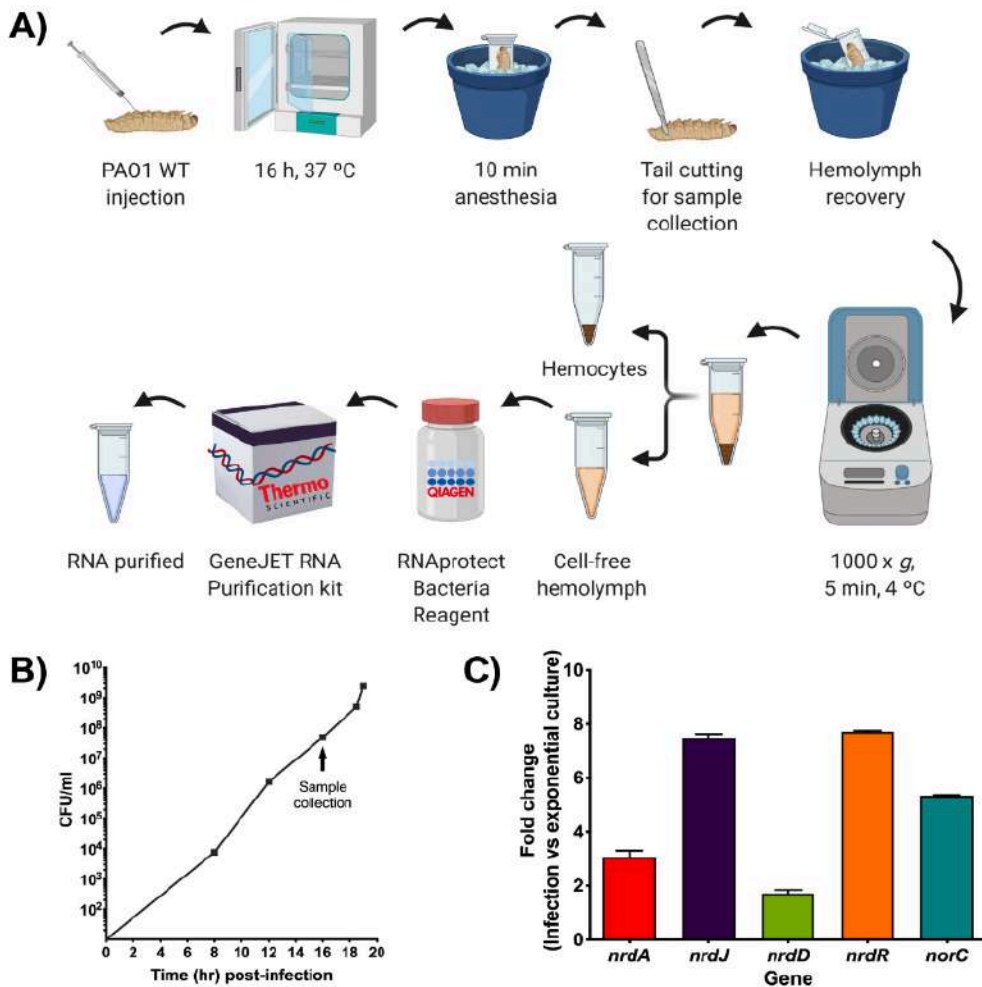 A)
PAO1 WT
injection
16 h, 37 ºC
10 min
anesthesia
Tail cutting
for sample
collection
Hemolymph
recovery
Hemocytes
Thermo
SCIENTIFIC
QIAGEN
RNA purified
GeneJET RNA
Purification kit
RNAprotect
Bacteria
Reagent
Cell-free
hemolymph
1000 x g,
5 min, 4 ºC
B)
CFU/ml
10¹⁰
10⁹
10⁸
10⁷
10⁶
10⁵
10⁴
10³
10²
Sample
collection
0 2 4 6 8 10 12 14 16 18 20
Time (hr) post-infection
C)
Fold change
(Infection vs exponential culture)
10
8
6
4
2
0
nrdA nrdJ nrdD nrdR norC
Gene